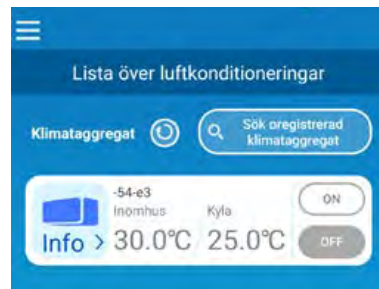 Lista över luftkonditioneringar
Klimataggregat
Sök oregistrerad
klimataggregat
-54-e3
Inomhus Kyla
ON
Info > 30.0℃ 25.0℃
OFF